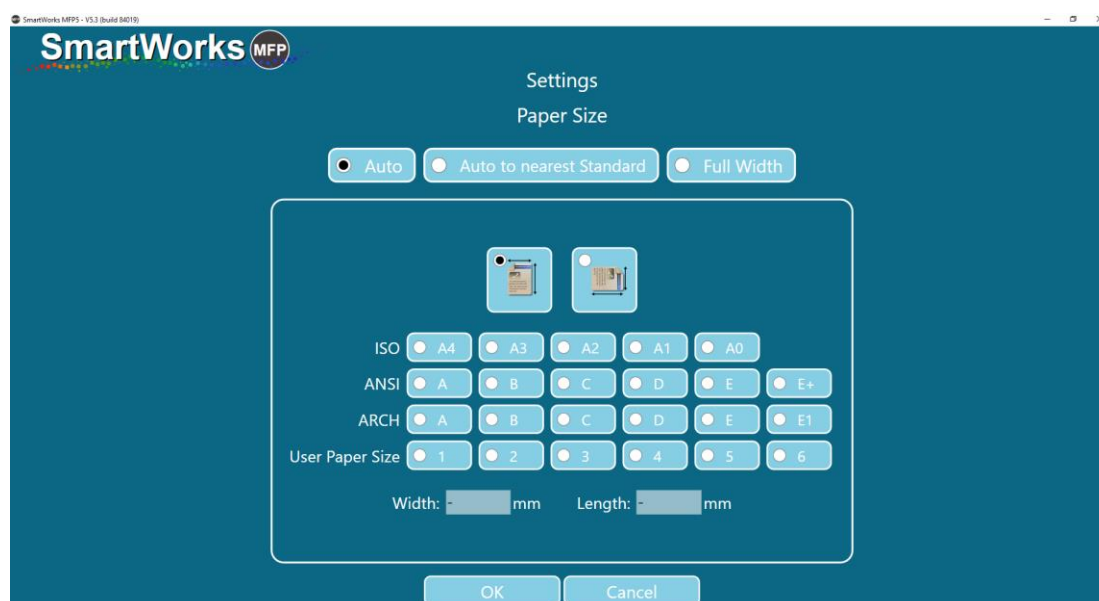 SmartWorks MFP5 - V5.3 (build 84019)
SmartWorks MFP
Settings
Paper Size
Auto Auto to nearest Standard Full Width
ISO A4 A3 A2 A1 A0
ANSI A B C D E E+
ARCH A B C D E E1
User Paper Size 1 2 3 4 5 6
Width: - mm Length: - mm
OK Cancel